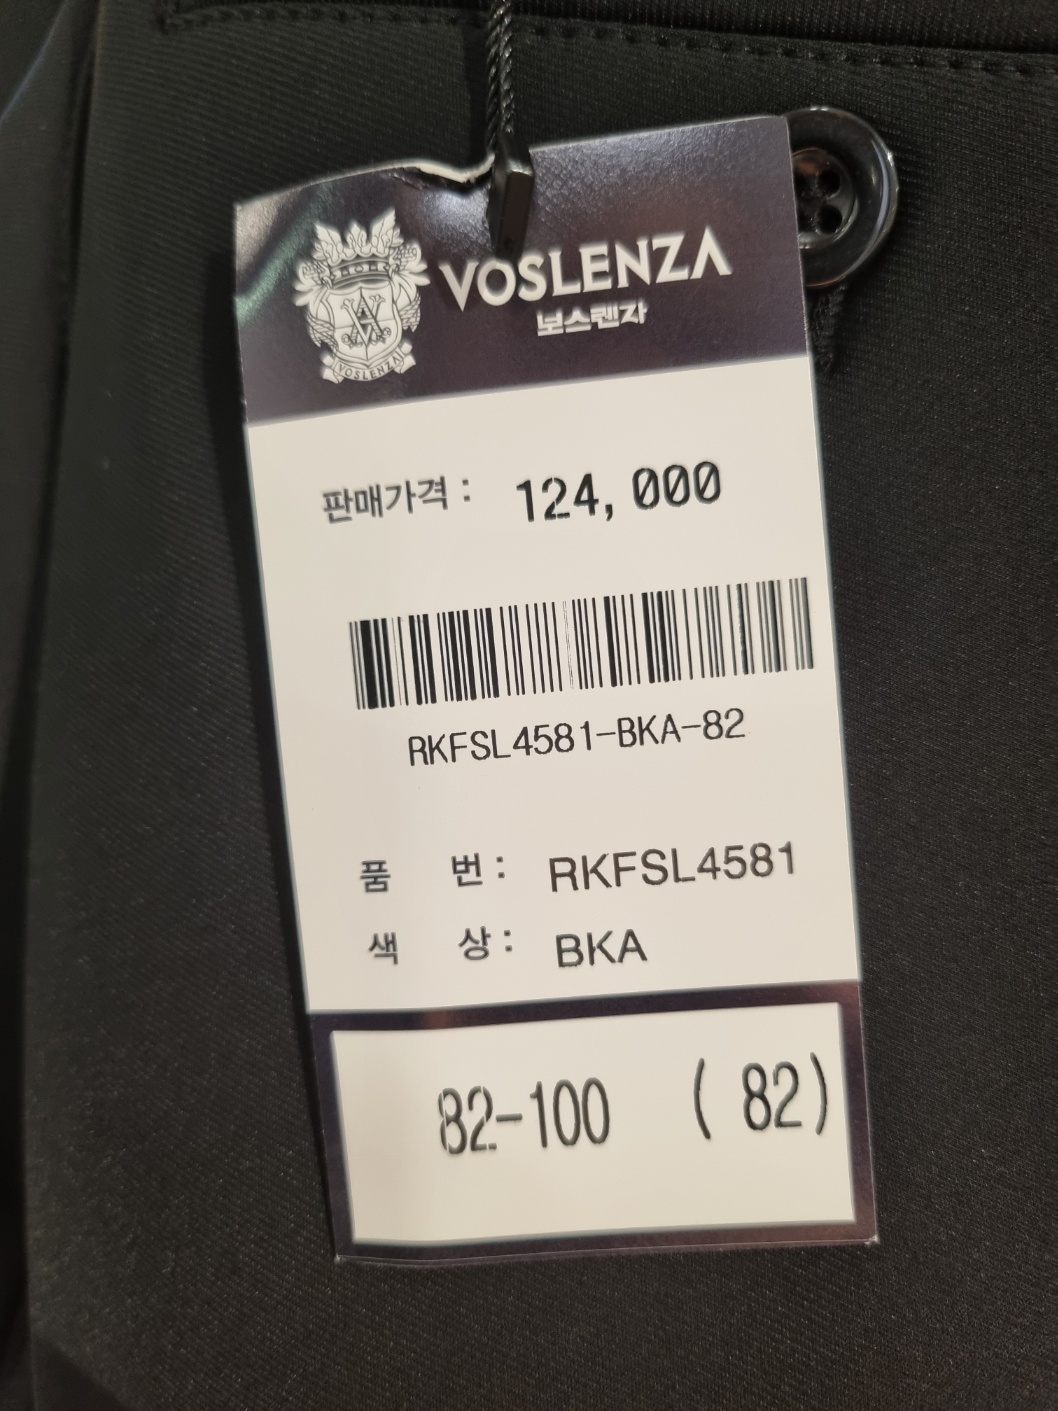 VOSLENZA
보스렌자
VOSLENZA
판매가격 : 124,000
RKFSL4581-BKA-82
품 번 : RKFSL4581
색 상 : BKA
82-100 ( 82)